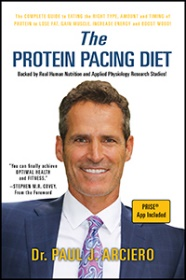 THE COMPLETE GUIDE TO EATING THE RIGHT TYPE, AMOUNT AND TIMING OF
PROTEIN TO LOSE FAT, GAIN MUSCLE, INCREASE ENERGY AND BOOST MOOD!
The
PROTEIN PACING DIET
Backed by Real Human Nutrition and Applied Physiology Research Studies!
"You can finally achieve
OPTIMAL HEALTH
AND FITNESS."
—STEPHEN M.R. COVEY,
From the Foreword
PRISE®
App Included
Dr. PAUL J. ARCIERO